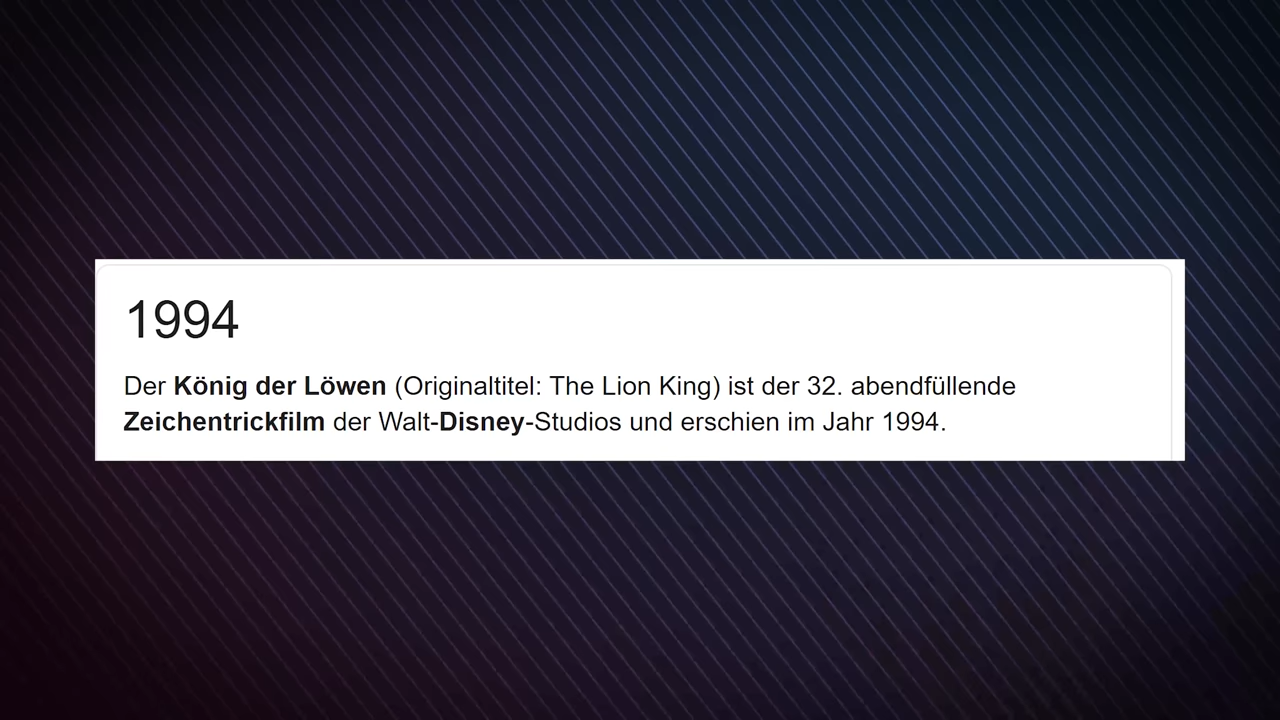 1994
Der König der Löwen (Originaltitel: The Lion King) ist der 32. abendfüllende
Zeichentrickfilm der Walt-Disney-Studios und erschien im Jahr 1994.